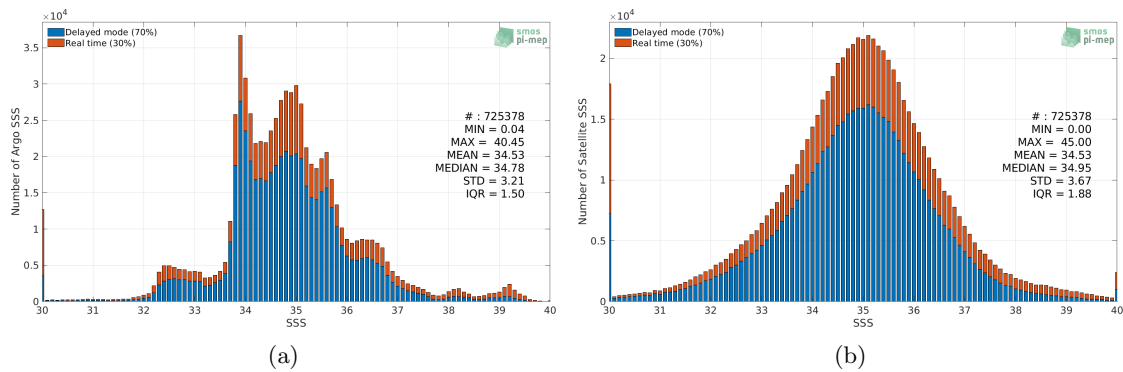 ×10⁴
Delayed mode (70%)
Real time (30%)
smos
pi-mep
3.5
3
2.5
2
1.5
1
0.5
0
Number of Argo SSS
# : 725378
MIN = 0.04
MAX = 40.45
MEAN = 34.53
MEDIAN = 34.78
STD = 3.21
IQR = 1.50
30 31 32 33 34 35 36 37 38 39 40
SSS
(a)
×10⁴
Delayed mode (70%)
Real time (30%)
smos
pi-mep
2
1.5
1
0.5
0
Number of Satellite SSS
# : 725378
MIN = 0.00
MAX = 45.00
MEAN = 34.53
MEDIAN = 34.95
STD = 3.67
IQR = 1.88
30 31 32 33 34 35 36 37 38 39 40
SSS
(b)